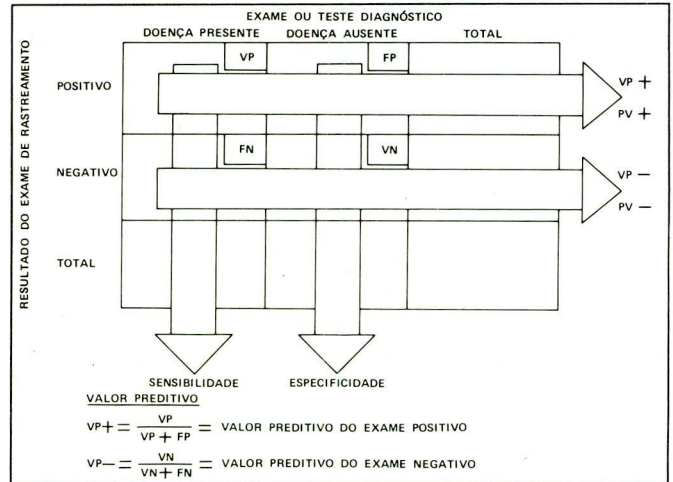 EXAME OU TESTE DIAGNÓSTICO
DOENÇA PRESENTE DOENÇA AUSENTE TOTAL
RESULTADO DO EXAME DE RASTREAMENTO
VP FP
POSITIVO
VP +
PV +
FN VN
NEGATIVO
VP −
PV −
TOTAL
SENSIBILIDADE ESPECIFICIDADE
VALOR PREDITIVO
VP+ = VP / VP + FP = VALOR PREDITIVO DO EXAME POSITIVO
VP− = VN / VN + FN = VALOR PREDITIVO DO EXAME NEGATIVO